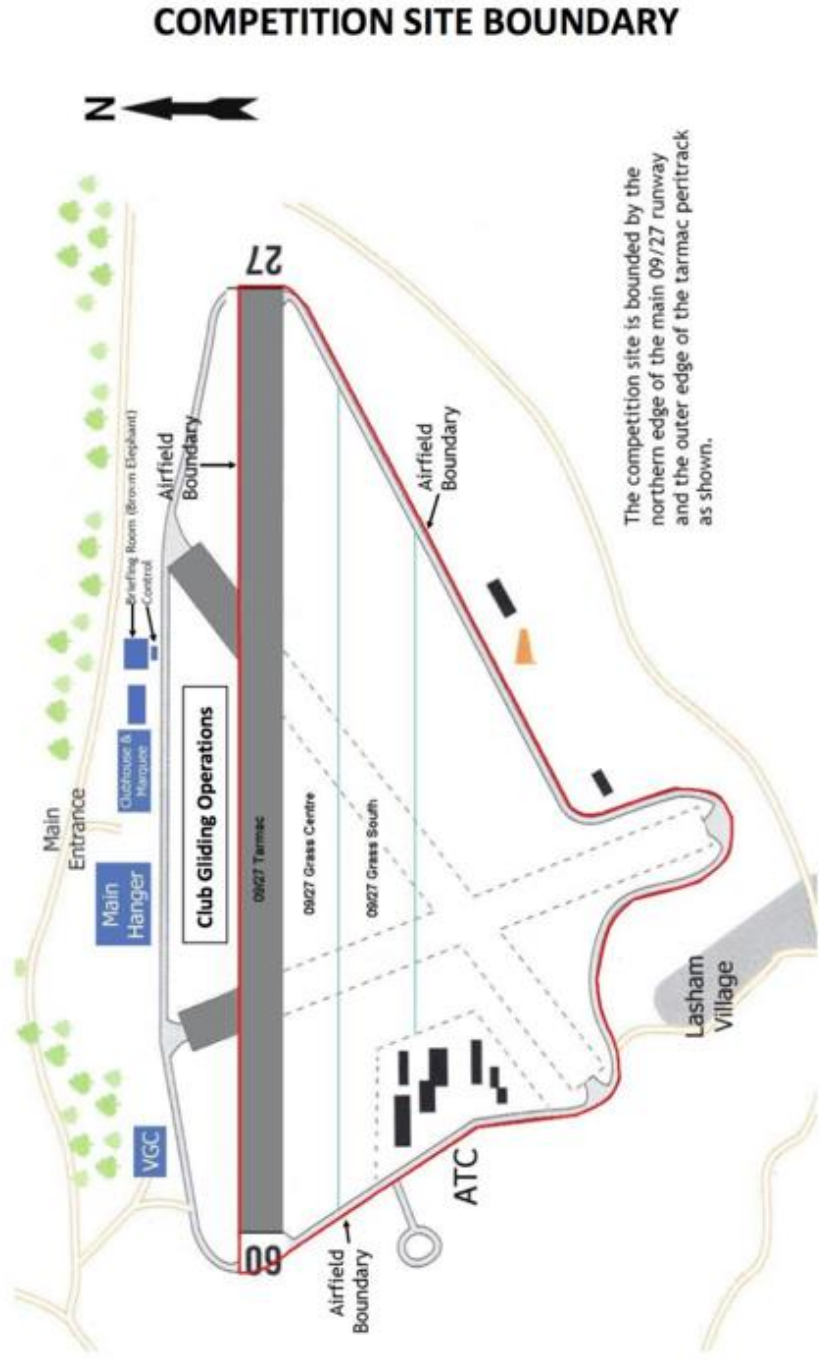 COMPETITION SITE BOUNDARY
N
27
Briefing Room (Brown Elephant)
Control
Airfield
Boundary
Airfield
Boundary
The competition site is bounded by the
northern edge of the main 09/27 runway
and the outer edge of the tarmac peritrack
as shown.
Main
Entrance
Clubhouse &
Marquee
Main
Hanger
Club Gliding Operations
09/27 Tarmac
09/27 Grass Centre
09/27 Grass South
Lasham
Village
VGC
ATC
09
Airfield
Boundary